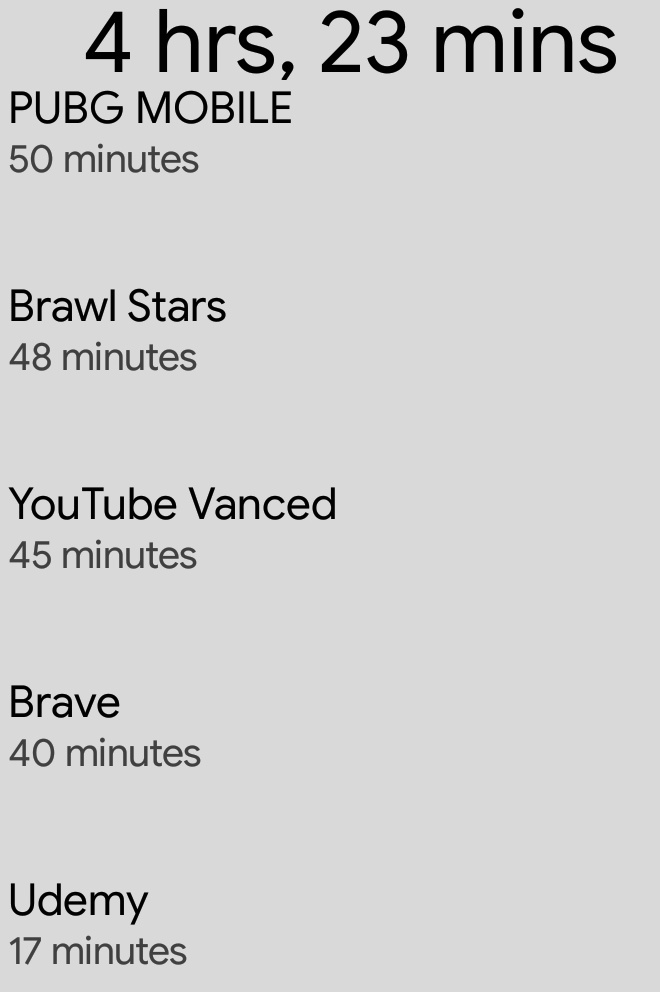 4 hrs, 23 mins
PUBG MOBILE
50 minutes
Brawl Stars
48 minutes
YouTube Vanced
45 minutes
Brave
40 minutes
Udemy
17 minutes